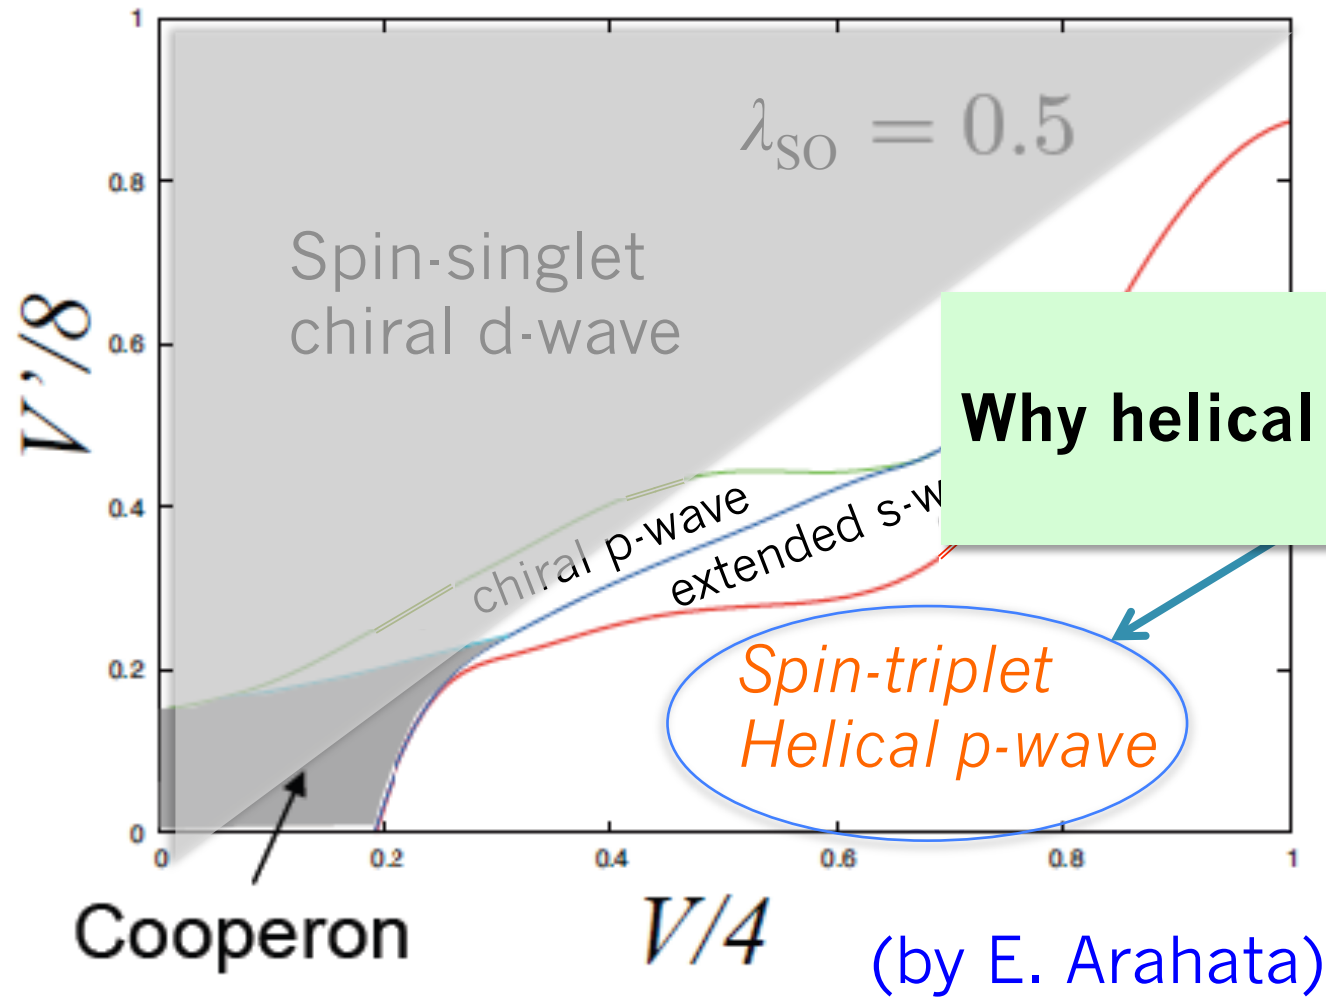 1
λSO = 0.5
0.8
Spin-singlet
chiral d-wave
V'/8
0.6
Why helical
0.4
chiral p-wave
extended s-w
0.2
Spin-triplet
Helical p-wave
0
0 0.2 0.4 0.6 0.8 1
Cooperon
V/4
(by E. Arahata)